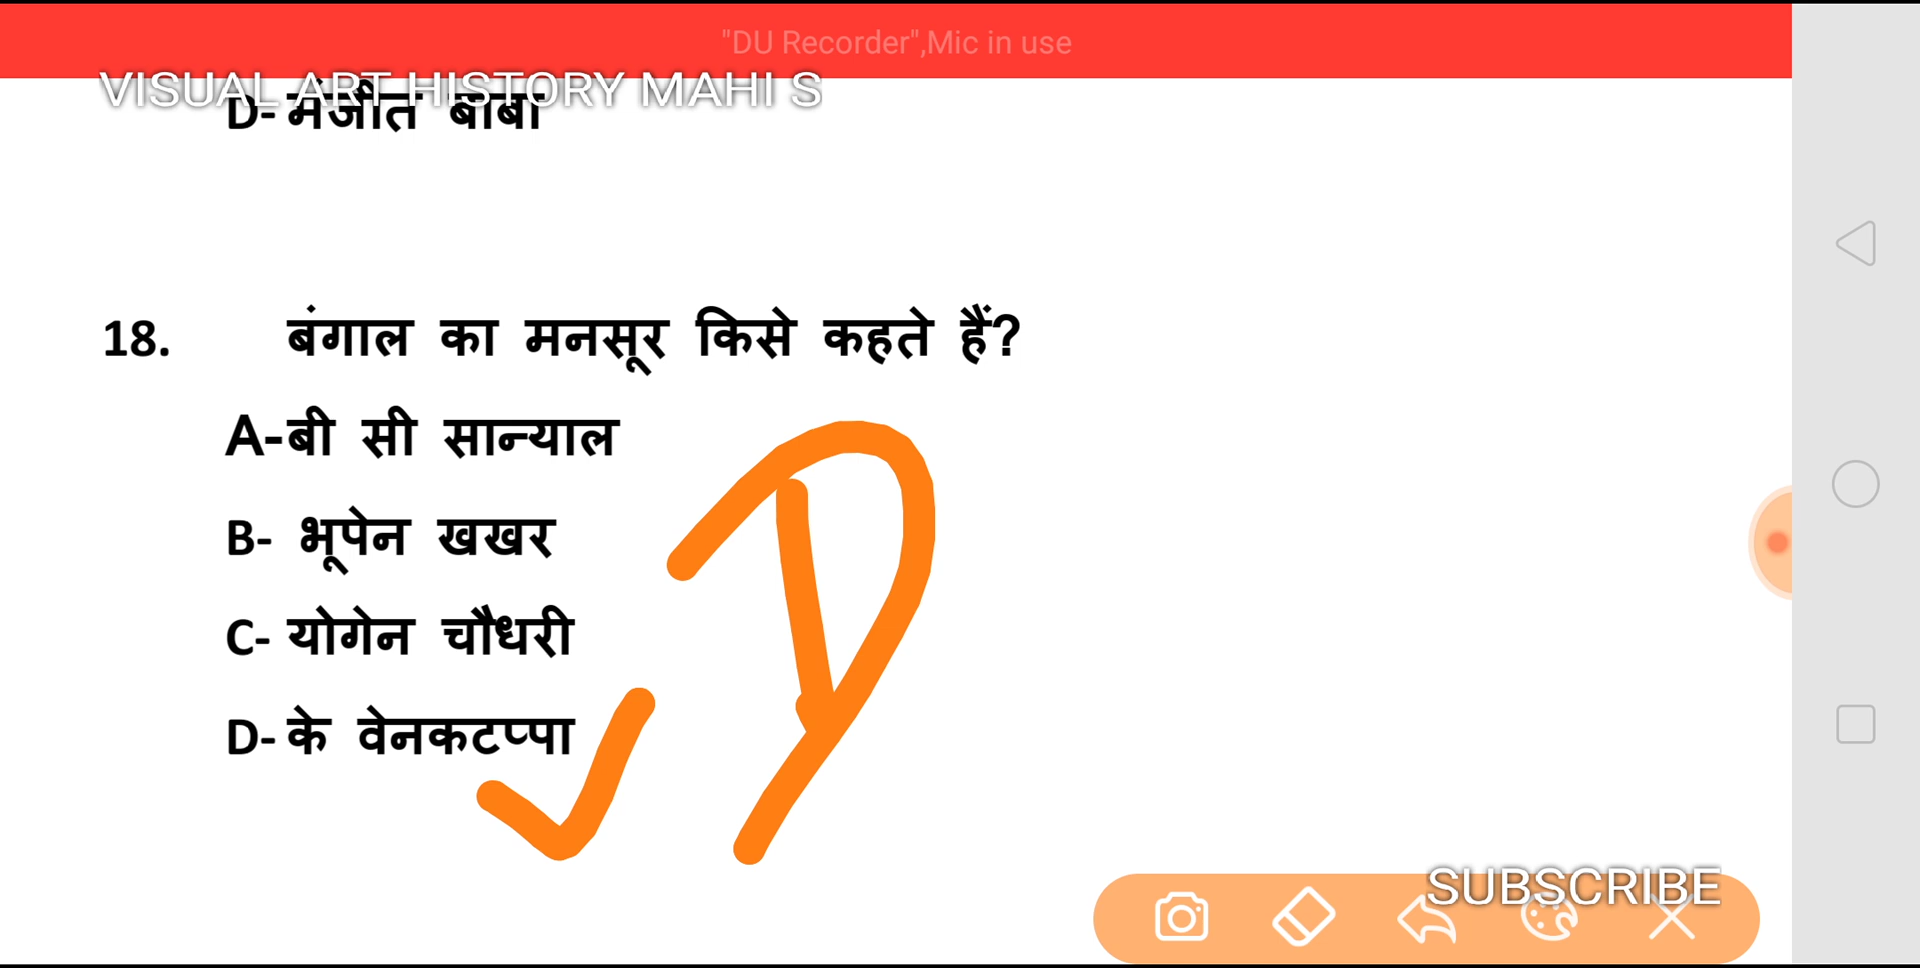 "DU Recorder",Mic in use
VISUAL ART HISTORY MAHI S
D- मंजीत बाबा
18. बंगाल का मनसूर किसे कहते हैं?
A-बी सी सान्याल
B- भूपेन खखर
C- योगेन चौधरी
D- के वेनकटप्पा
D
SUBSCRIBE